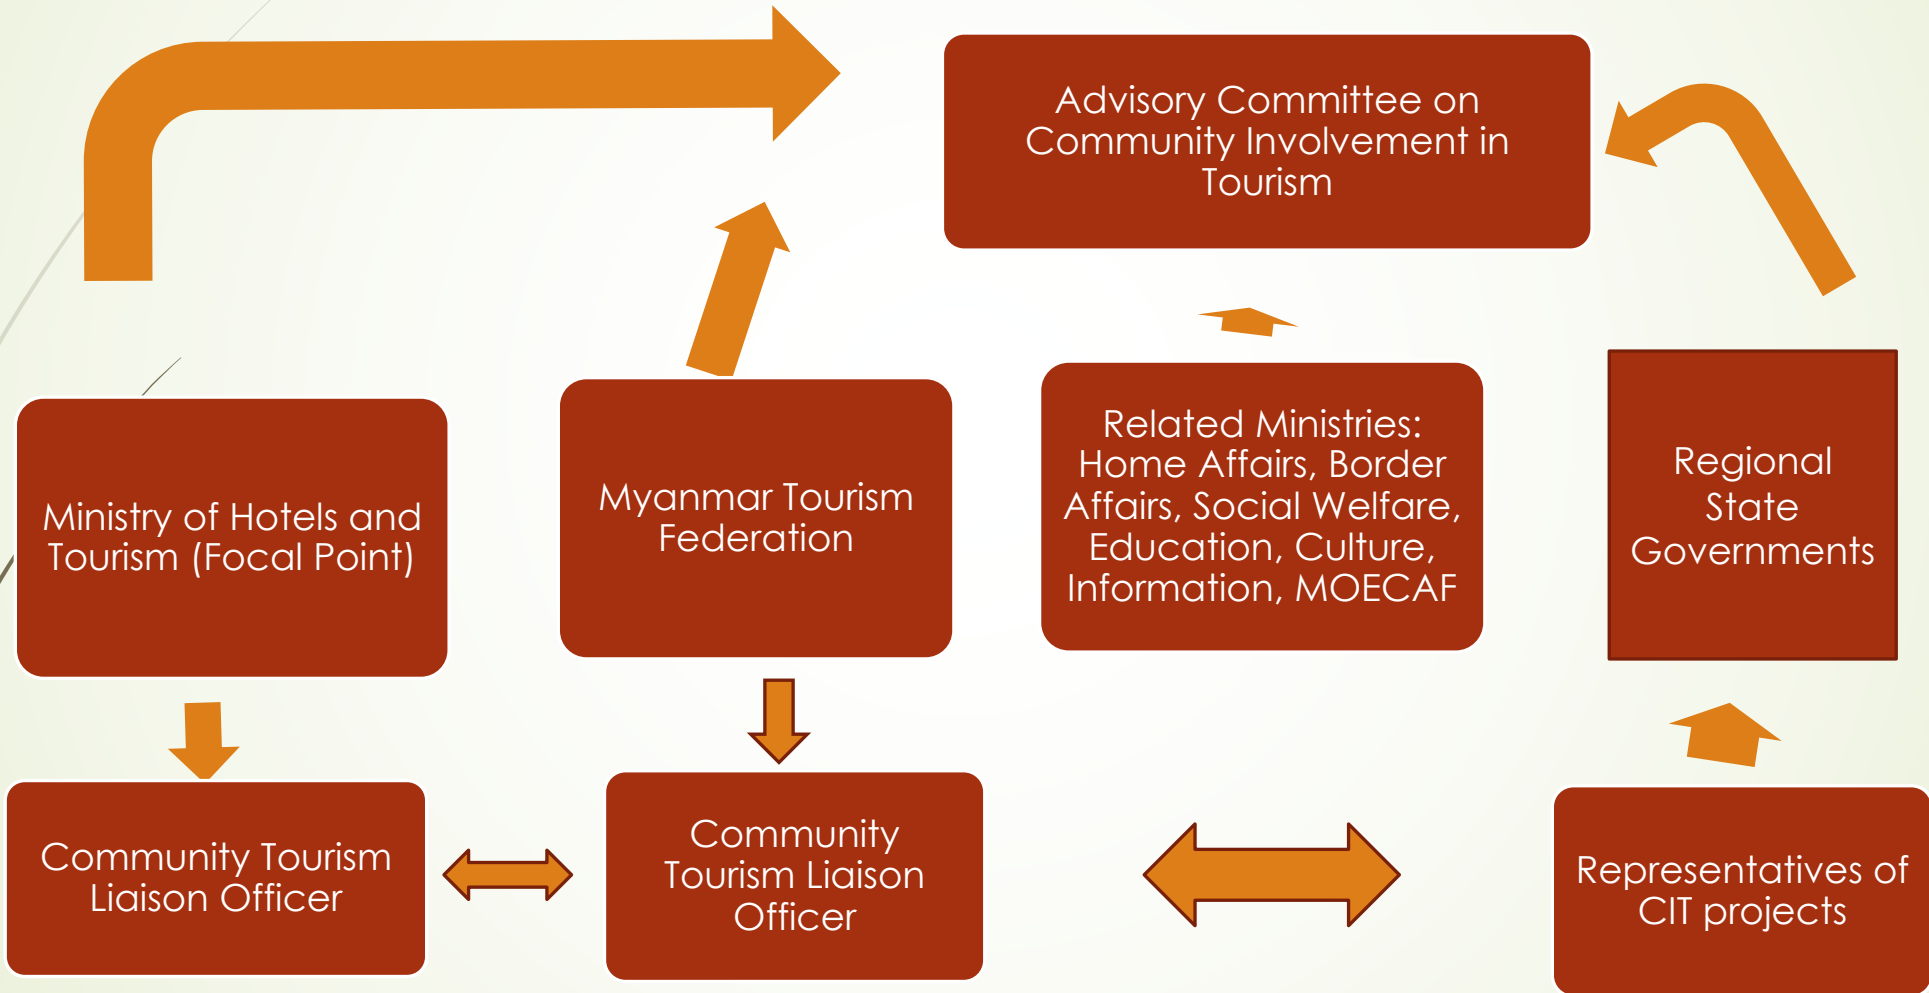 Advisory Committee on
Community Involvement in
Tourism
Ministry of Hotels and
Tourism (Focal Point)
Myanmar Tourism
Federation
Related Ministries:
Home Affairs, Border
Affairs, Social Welfare,
Education, Culture,
Information, MOECAF
Regional
State
Governments
Community Tourism
Liaison Officer
Community
Tourism Liaison
Officer
Representatives of
CIT projects